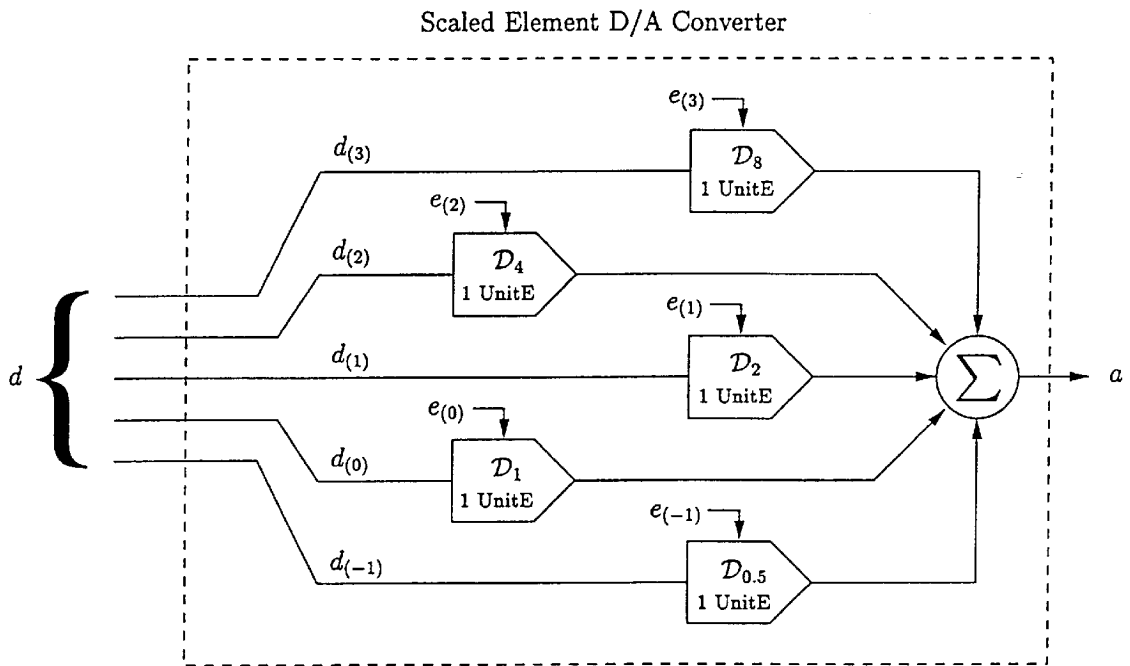 Scaled Element D/A Converter
e(3)
d(3)
𝒟8
1 UnitE
e(2)
d(2)
𝒟4
1 UnitE
e(1)
d(1)
𝒟2
1 UnitE
d
Σ
a
e(0)
d(0)
𝒟1
1 UnitE
e(−1)
d(−1)
𝒟0.5
1 UnitE